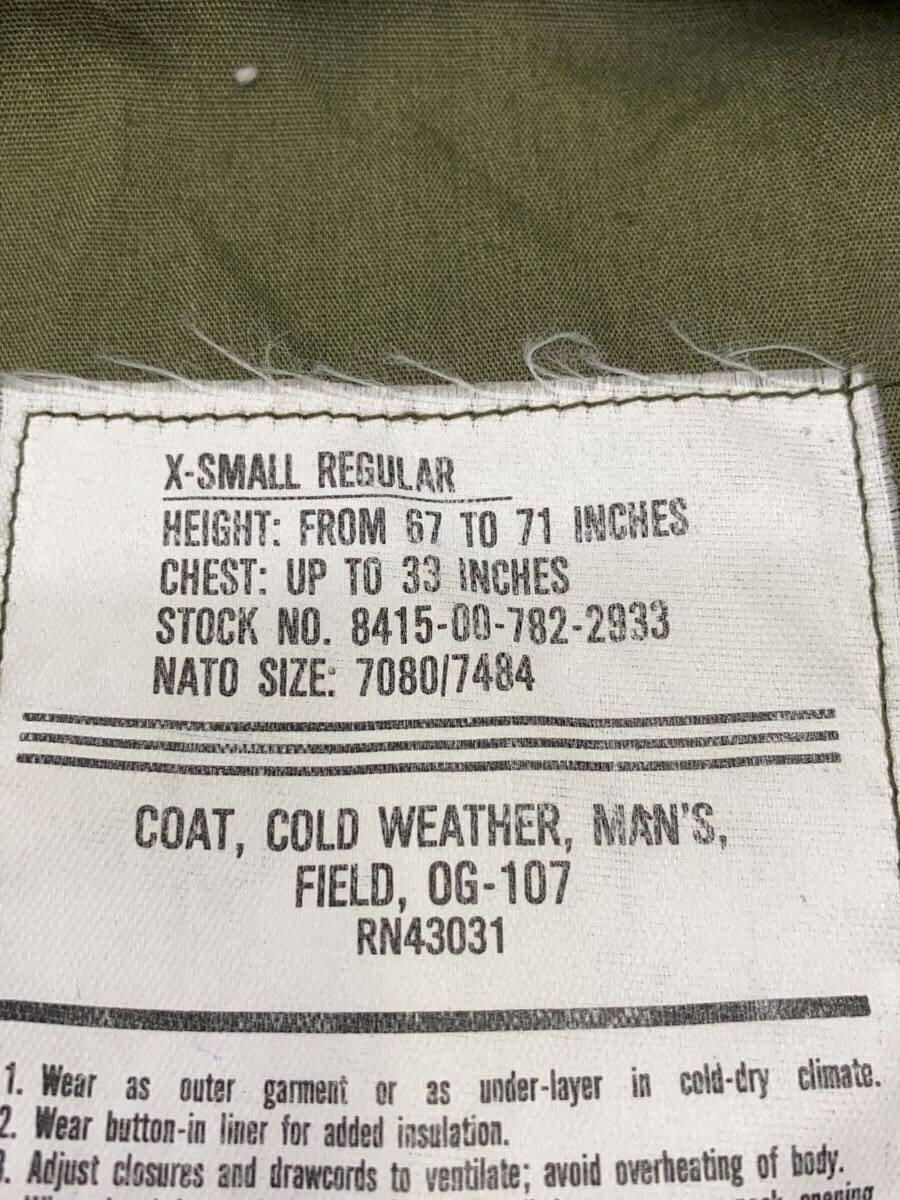 X-SMALL REGULAR
HEIGHT: FROM 67 TO 71 INCHES
CHEST: UP TO 33 INCHES
STOCK NO. 8415-00-782-2933
NATO SIZE: 7080/7484
COAT, COLD WEATHER, MAN'S,
FIELD, OG-107
RN43031
1. Wear as outer garment or as under-layer in cold-dry climate.
2. Wear button-in liner for added insulation.
3. Adjust closures and drawcords to ventilate; avoid overheating of body.
opening